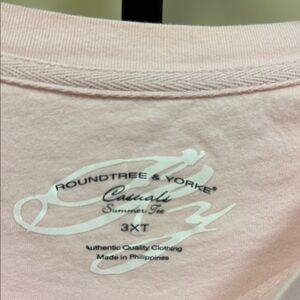 ROUNDTREE & YORKE®
Casuals
Summer Tee
3XT
Authentic Quality Clothing
Made in Philippines